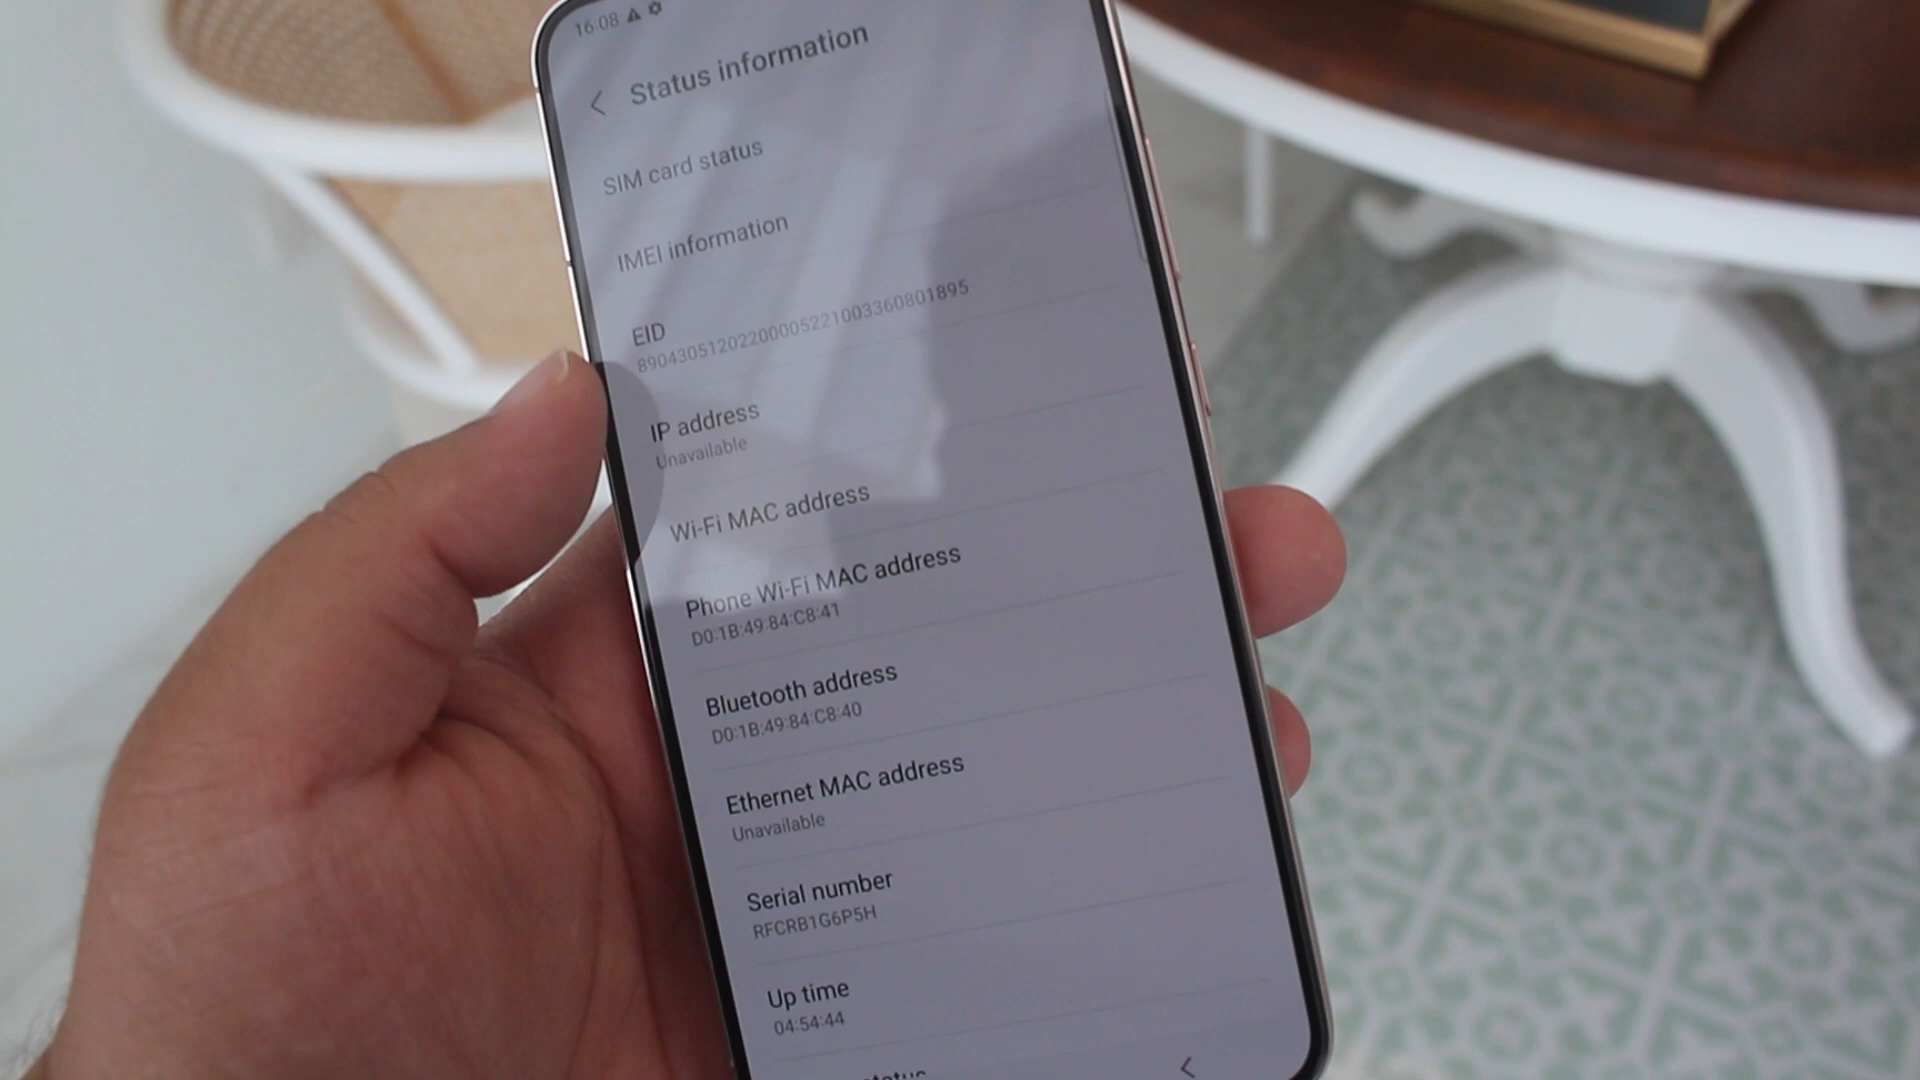 16:08
Status information
SIM card status
IMEI information
EID
89043051202200005221003360801895
IP address
Unavailable
Wi-Fi MAC address
Phone Wi-Fi MAC address
D0:1B:49:84:C8:41
Bluetooth address
D0:1B:49:84:C8:40
Ethernet MAC address
Unavailable
Serial number
RFCRB1G6P5H
Up time
04:54:44